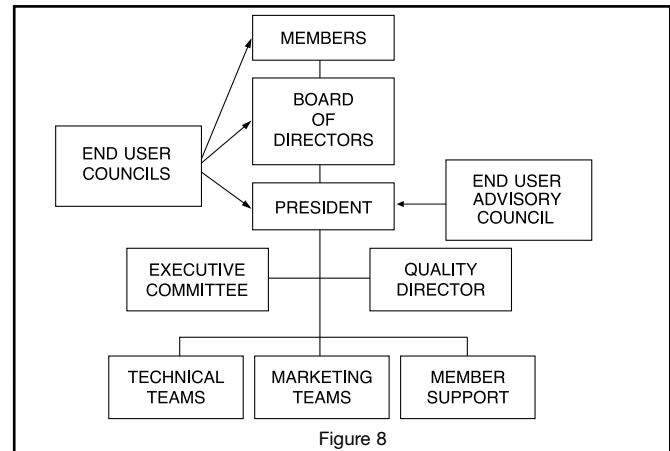 MEMBERS
BOARD
OF
DIRECTORS
END USER
COUNCILS
END USER
ADVISORY
COUNCIL
PRESIDENT
EXECUTIVE
COMMITTEE
QUALITY
DIRECTOR
TECHNICAL
TEAMS
MARKETING
TEAMS
MEMBER
SUPPORT
Figure 8